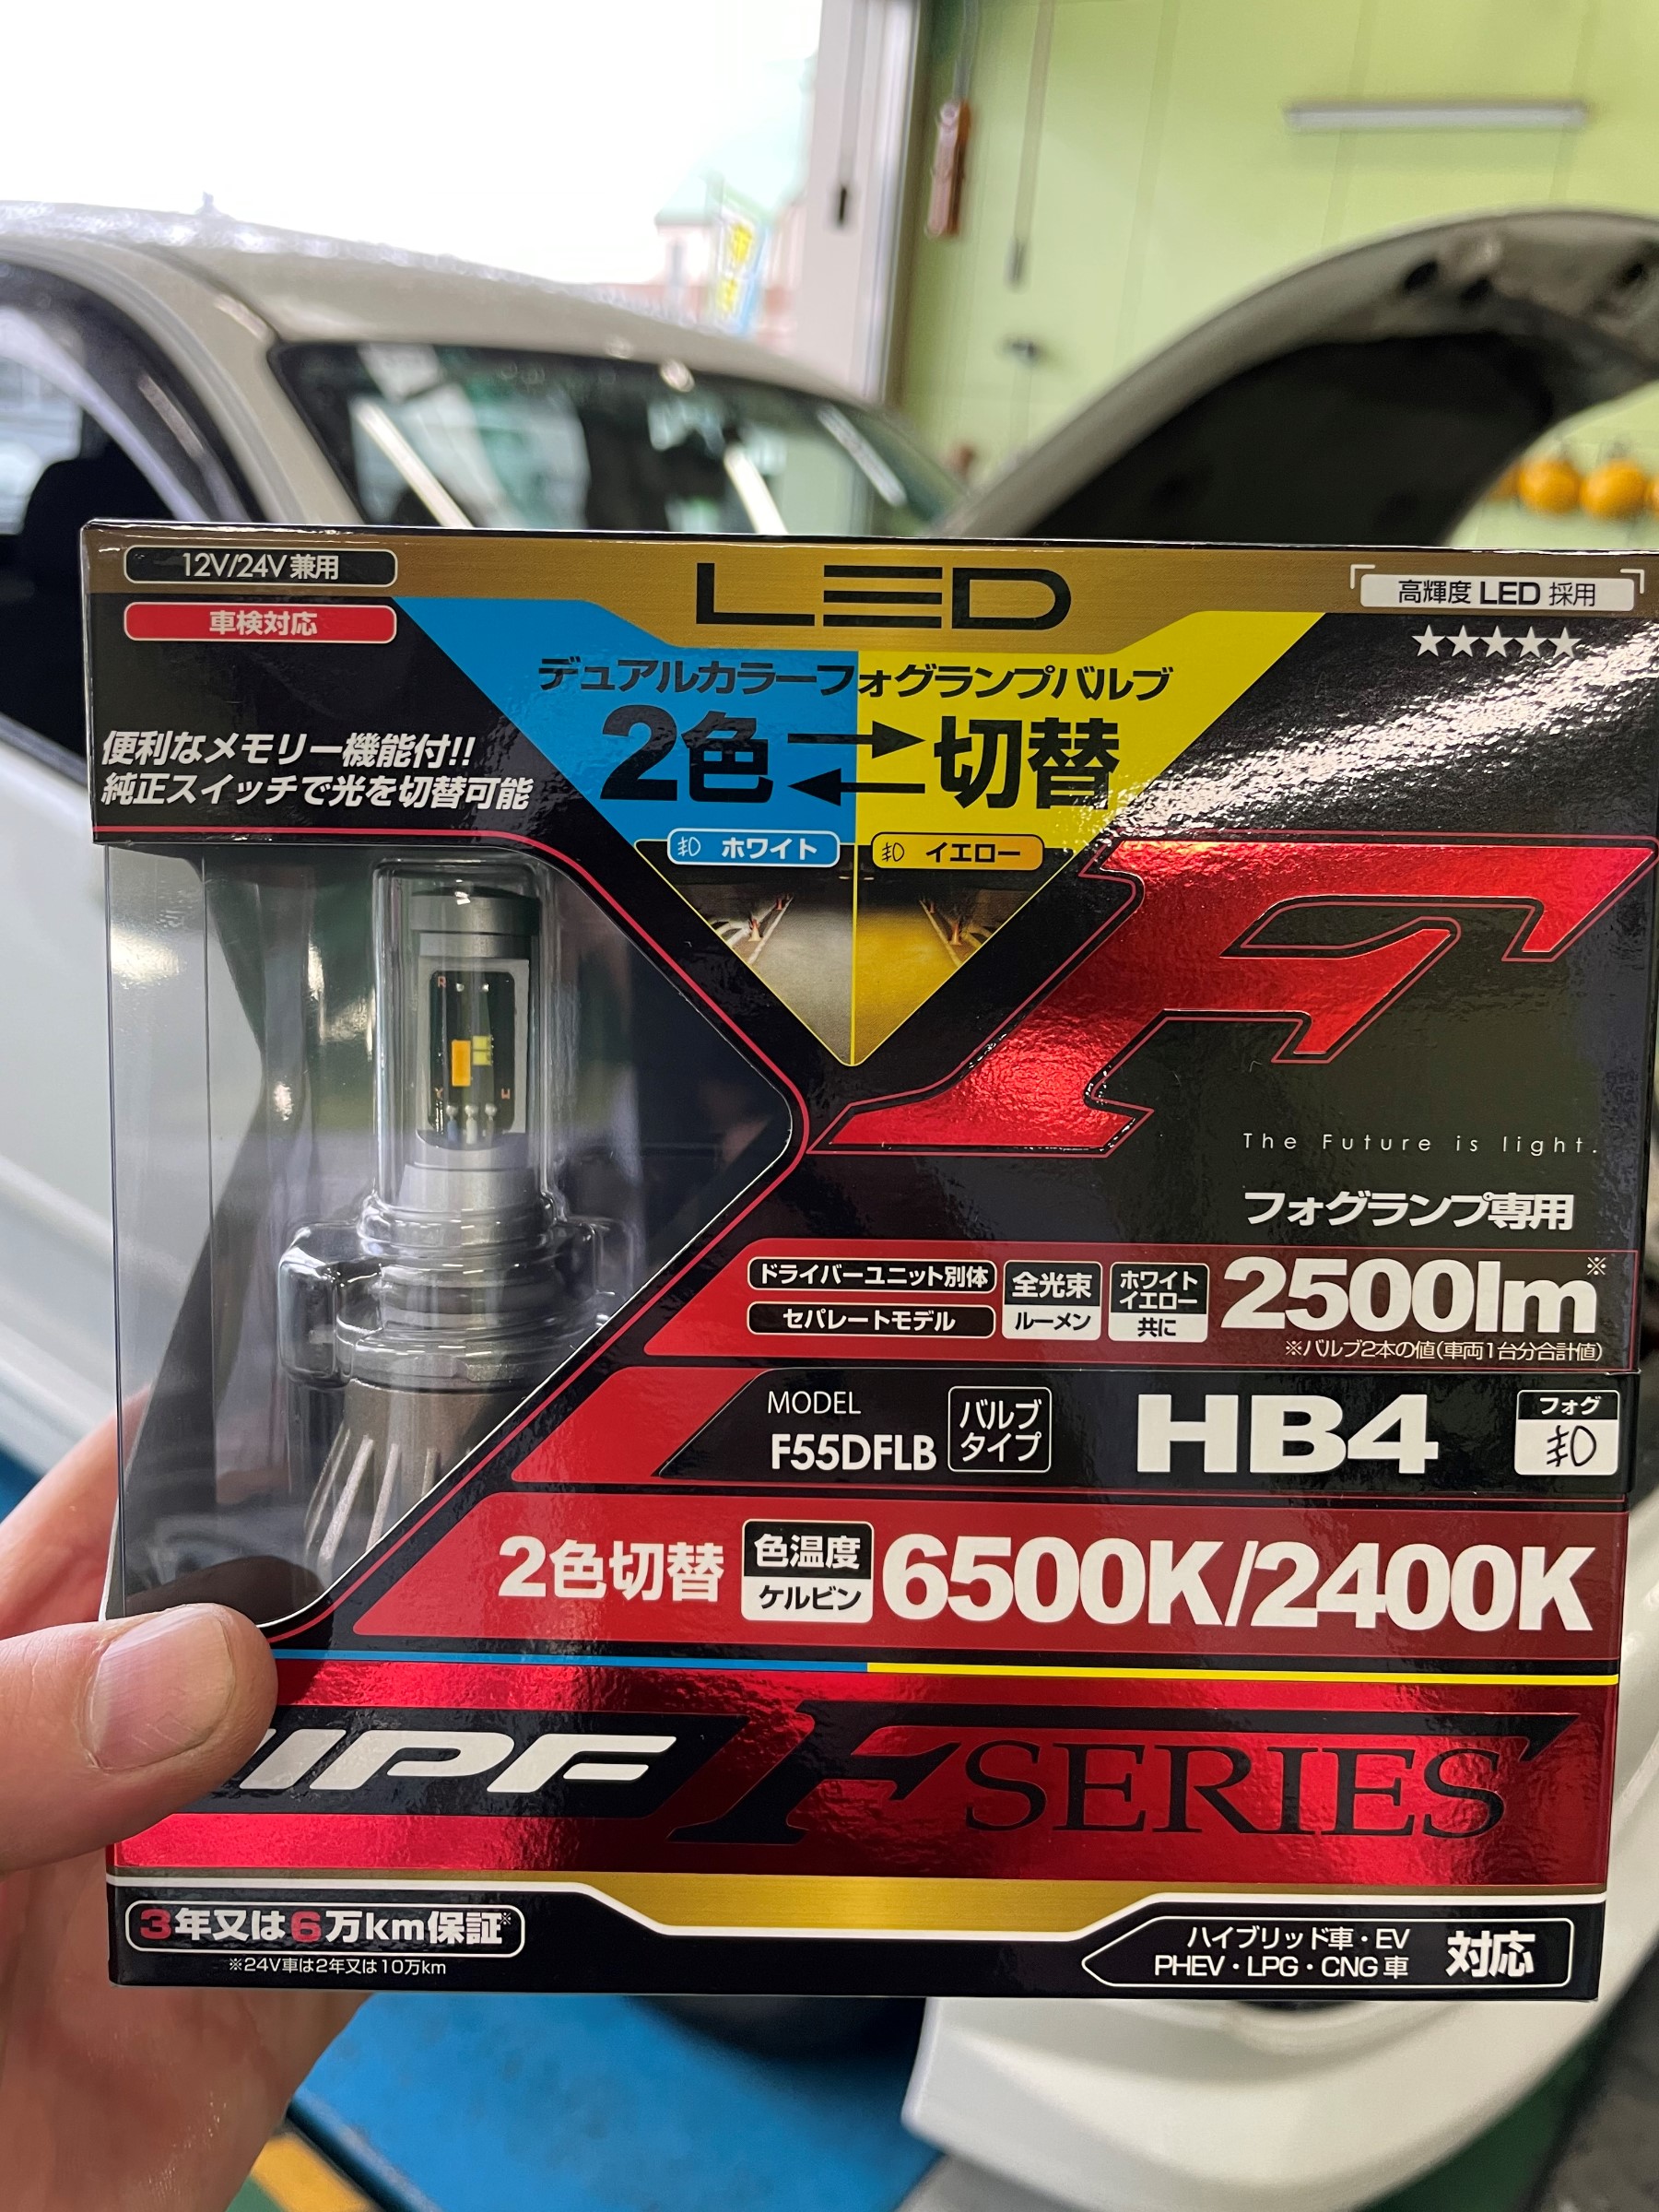 12V/24V 兼用
車検対応
LED
高輝度 LED 採用
★★★★★
デュアルカラーフォグランプバルブ
2色 切替
便利なメモリー機能付!!
純正スイッチで光を切替可能
ホワイト
イエロー
R
Y W
F
The Future is light.
フォグランプ専用
ドライバーユニット別体
セパレートモデル
全光束
ルーメン
ホワイト
イエロー
共に
2500lm※
※バルブ2本の値(車両1台分合計値)
MODEL
F55DFLB
バルブ
タイプ
HB4
フォグ
2色切替
色温度
ケルビン
6500K/2400K
IPF
F SERIES
3年又は6万km保証※
※24V車は2年又は10万km
ハイブリッド車・EV
PHEV・LPG・CNG車
対応